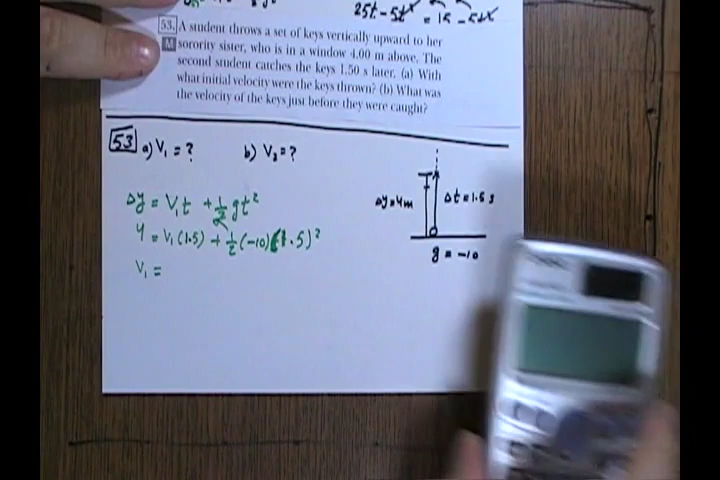 25t - 5t² = 15 - 5t²
53. A student throws a set of keys vertically upward to her
M sorority sister, who is in a window 4.00 m above. The
second student catches the keys 1.50 s later. (a) With
what initial velocity were the keys thrown? (b) What was
the velocity of the keys just before they were caught?
53 a) V₁ = ? b) V₂ = ?
Δy = V₁t + ½gt²
4 = V₁(1.5) + ½(-10)(1.5)²
V₁ =
Δy = 4m Δt = 1.5 s
g = -10